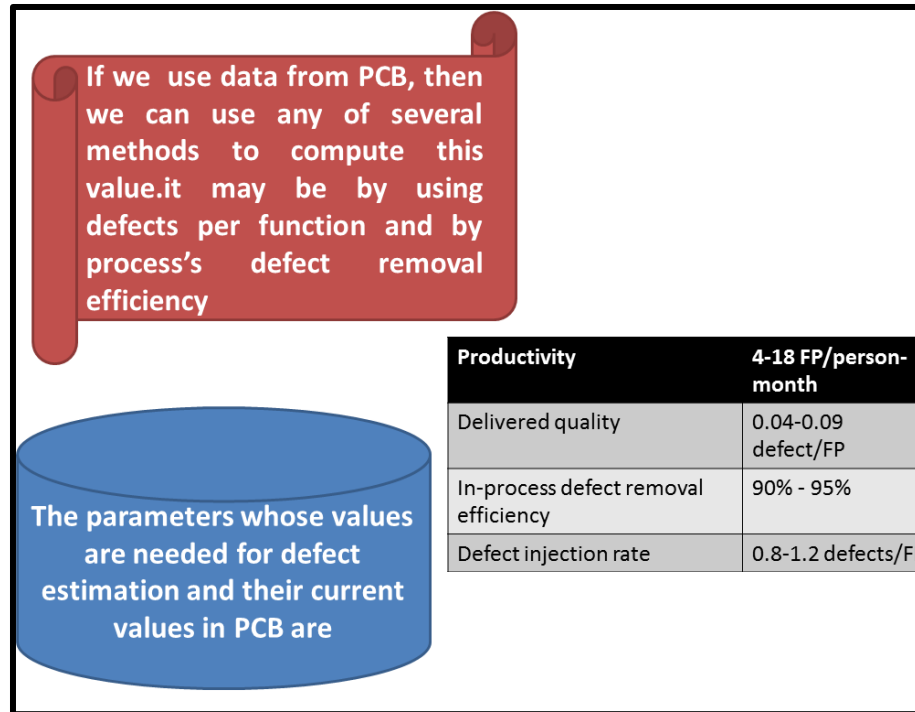 If we use data from PCB, then
we can use any of several
methods to compute this
value.it may be by using
defects per function and by
process’s defect removal
efficiency
Productivity 4-18 FP/person-
month
Delivered quality 0.04-0.09
defect/FP
In-process defect removal 90% - 95%
efficiency
Defect injection rate 0.8-1.2 defects/F
The parameters whose values
are needed for defect
estimation and their current
values in PCB are